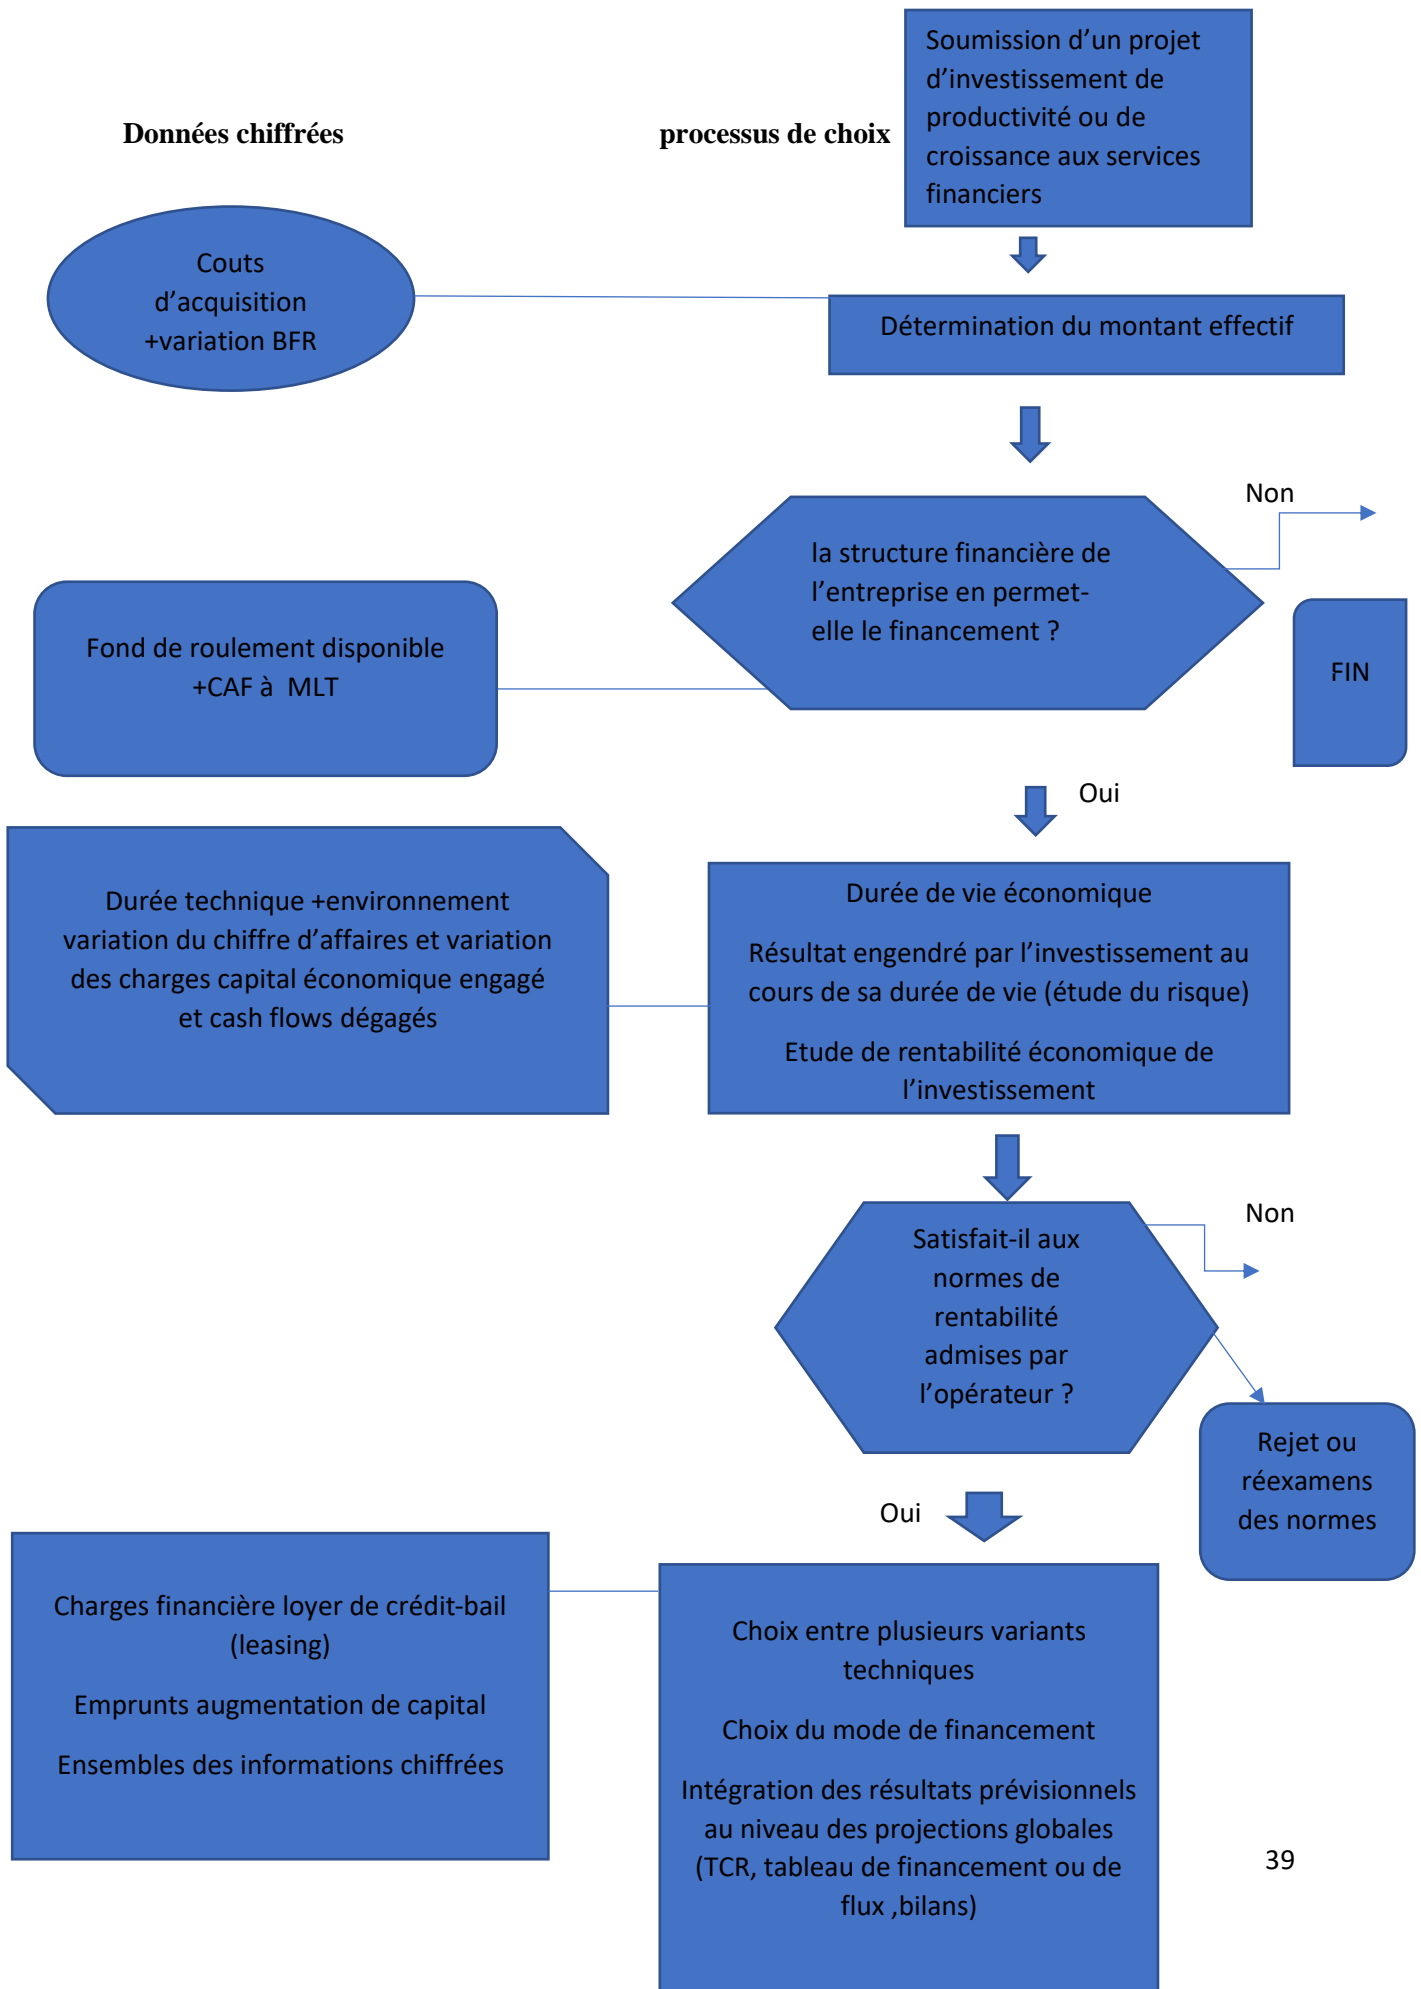 Soumission d’un projet
d’investissement de
productivité ou de
croissance aux services
financiers
Données chiffrées
processus de choix
Couts
d’acquisition
+variation BFR
Détermination du montant effectif
Non
la structure financière de
l’entreprise en permet-
elle le financement ?
Fond de roulement disponible
+CAF à  MLT
FIN
Oui
Durée technique +environnement
variation du chiffre d’affaires et variation
des charges capital économique engagé
et cash flows dégagés
Durée de vie économique
Résultat engendré par l’investissement au
cours de sa durée de vie (étude du risque)
Etude de rentabilité économique de
l’investissement
Non
Satisfait-il aux
normes de
rentabilité
admises par
l’opérateur ?
Rejet ou
réexamens
des normes
Oui
Charges financière loyer de crédit-bail
(leasing)
Emprunts augmentation de capital
Ensembles des informations chiffrées
Choix entre plusieurs variants
techniques
Choix du mode de financement
Intégration des résultats prévisionnels
au niveau des projections globales
(TCR, tableau de financement ou de
flux ,bilans)
39